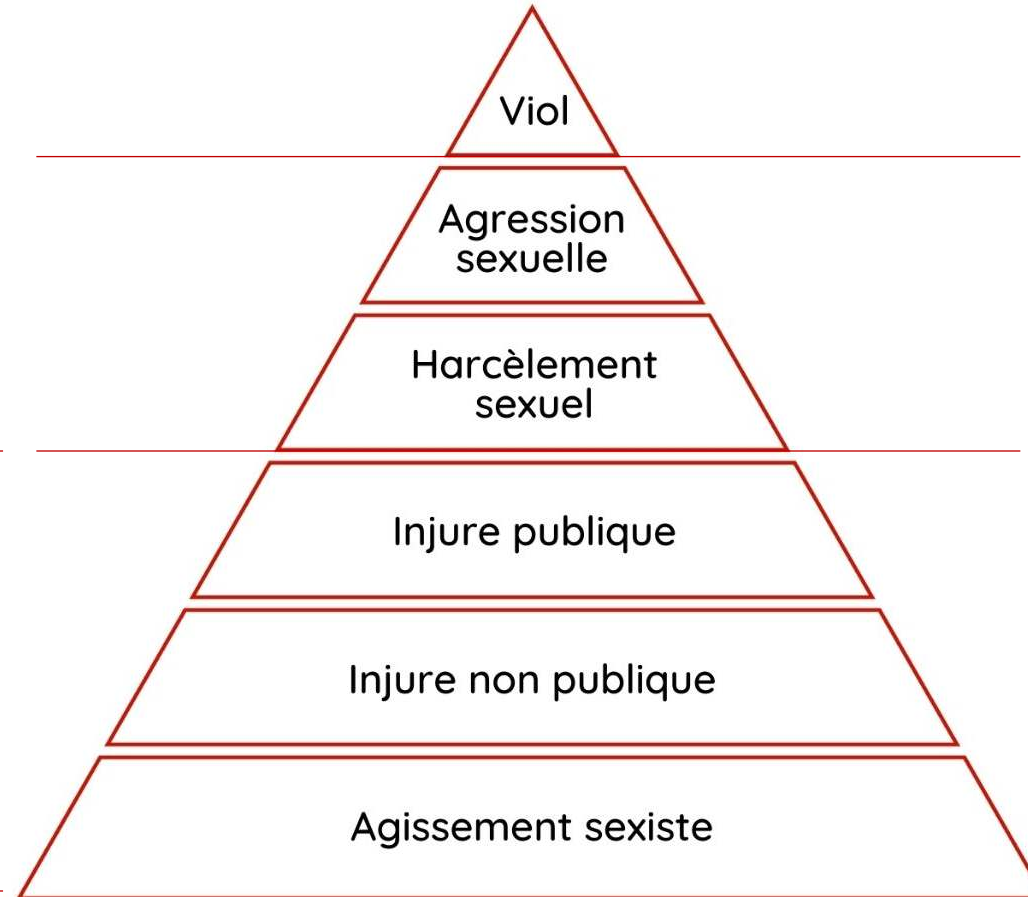 Viol
Agression
sexuelle
Harcèlement
sexuel
Injure publique
Injure non publique
Agissement sexiste